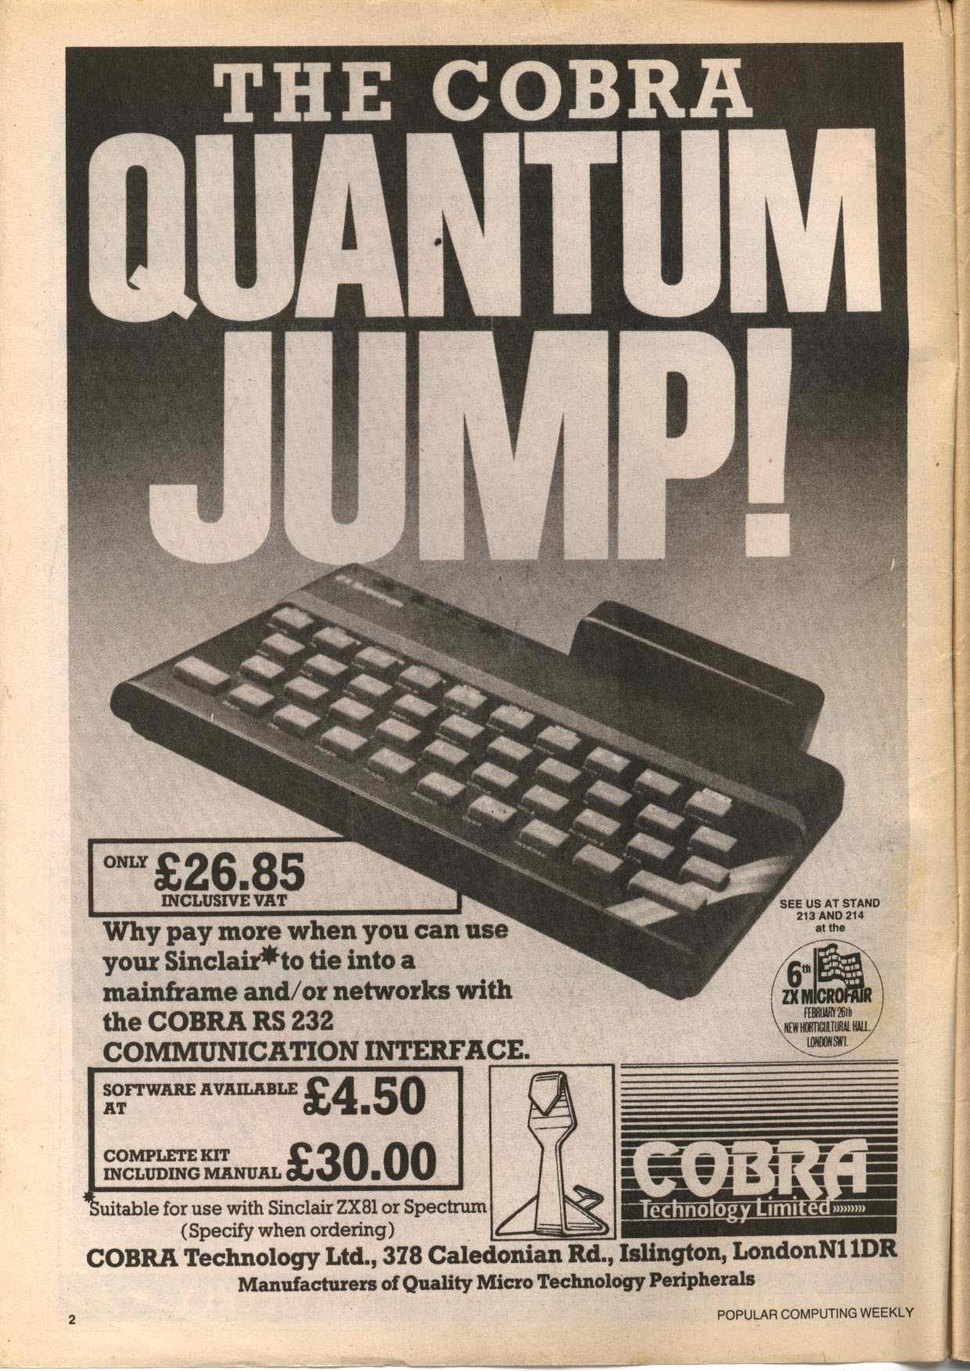 THE COBRA
QUANTUM
JUMP!
ONLY £26.85
INCLUSIVE VAT
Why pay more when you can use
your Sinclair* to tie into a
mainframe and/or networks with
the COBRA RS 232
COMMUNICATION INTERFACE.
SEE US AT STAND
213 AND 214
at the
6th
ZX MICROFAIR
FEBRUARY 26th
NEW HORTICULTURAL HALL,
LONDON SW1.
SOFTWARE AVAILABLE
AT £4.50
COMPLETE KIT
INCLUDING MANUAL £30.00
COBRA
Technology Limited »»»»
*Suitable for use with Sinclair ZX81 or Spectrum
(Specify when ordering)
COBRA Technology Ltd., 378 Caledonian Rd., Islington, London N1 1DR
Manufacturers of Quality Micro Technology Peripherals
2
POPULAR COMPUTING WEEKLY